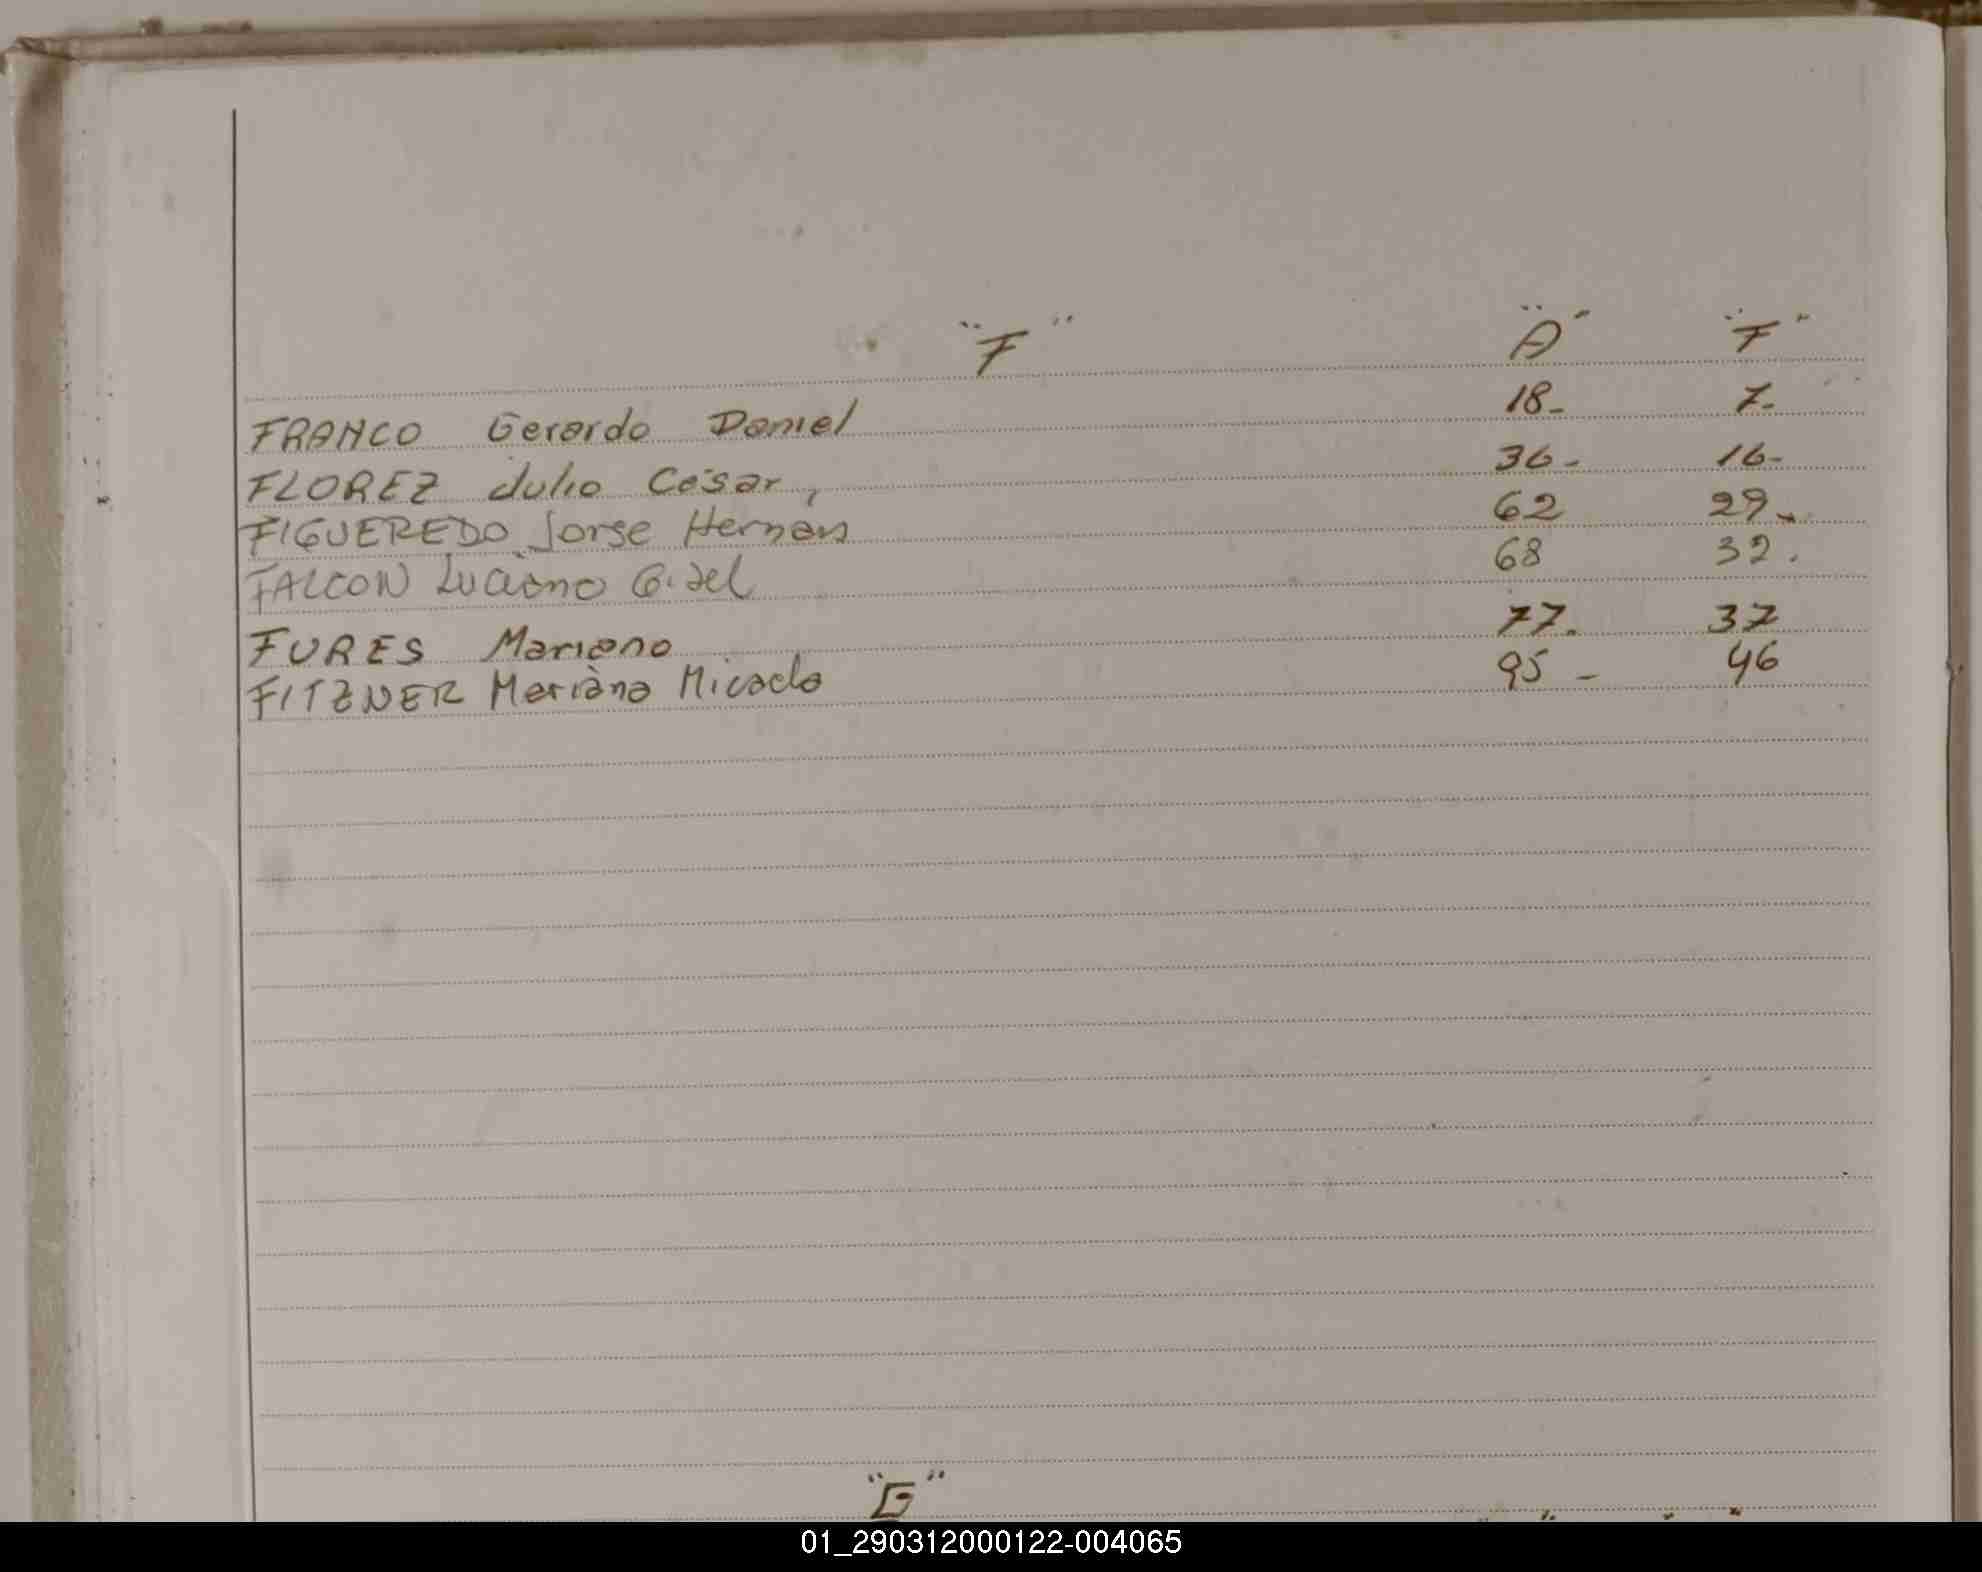 "F" "A" "F"
FRANCO Gerardo Daniel 18- 7-
FLOREZ Julio César, 36- 16-
FIGUEREDO Jorge Hernán 62 29-
FALCON Luciano 68 32.
FURES Mariano 77. 37
FITZNER Mariana Micaela 95 - 46
"G"
01_290312000122-004065